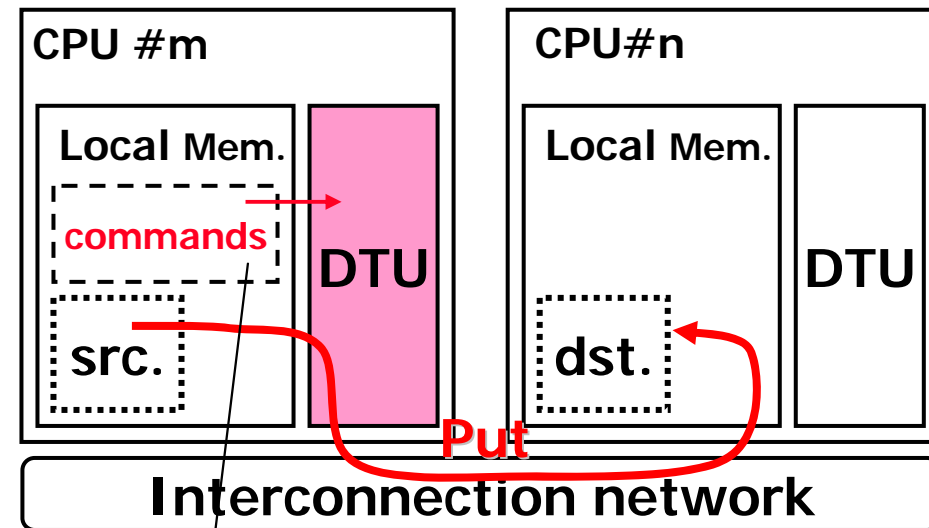 CPU #m
Local Mem.
commands
DTU
src.
CPU#n
Local Mem.
DTU
dst.
Put
Interconnection network